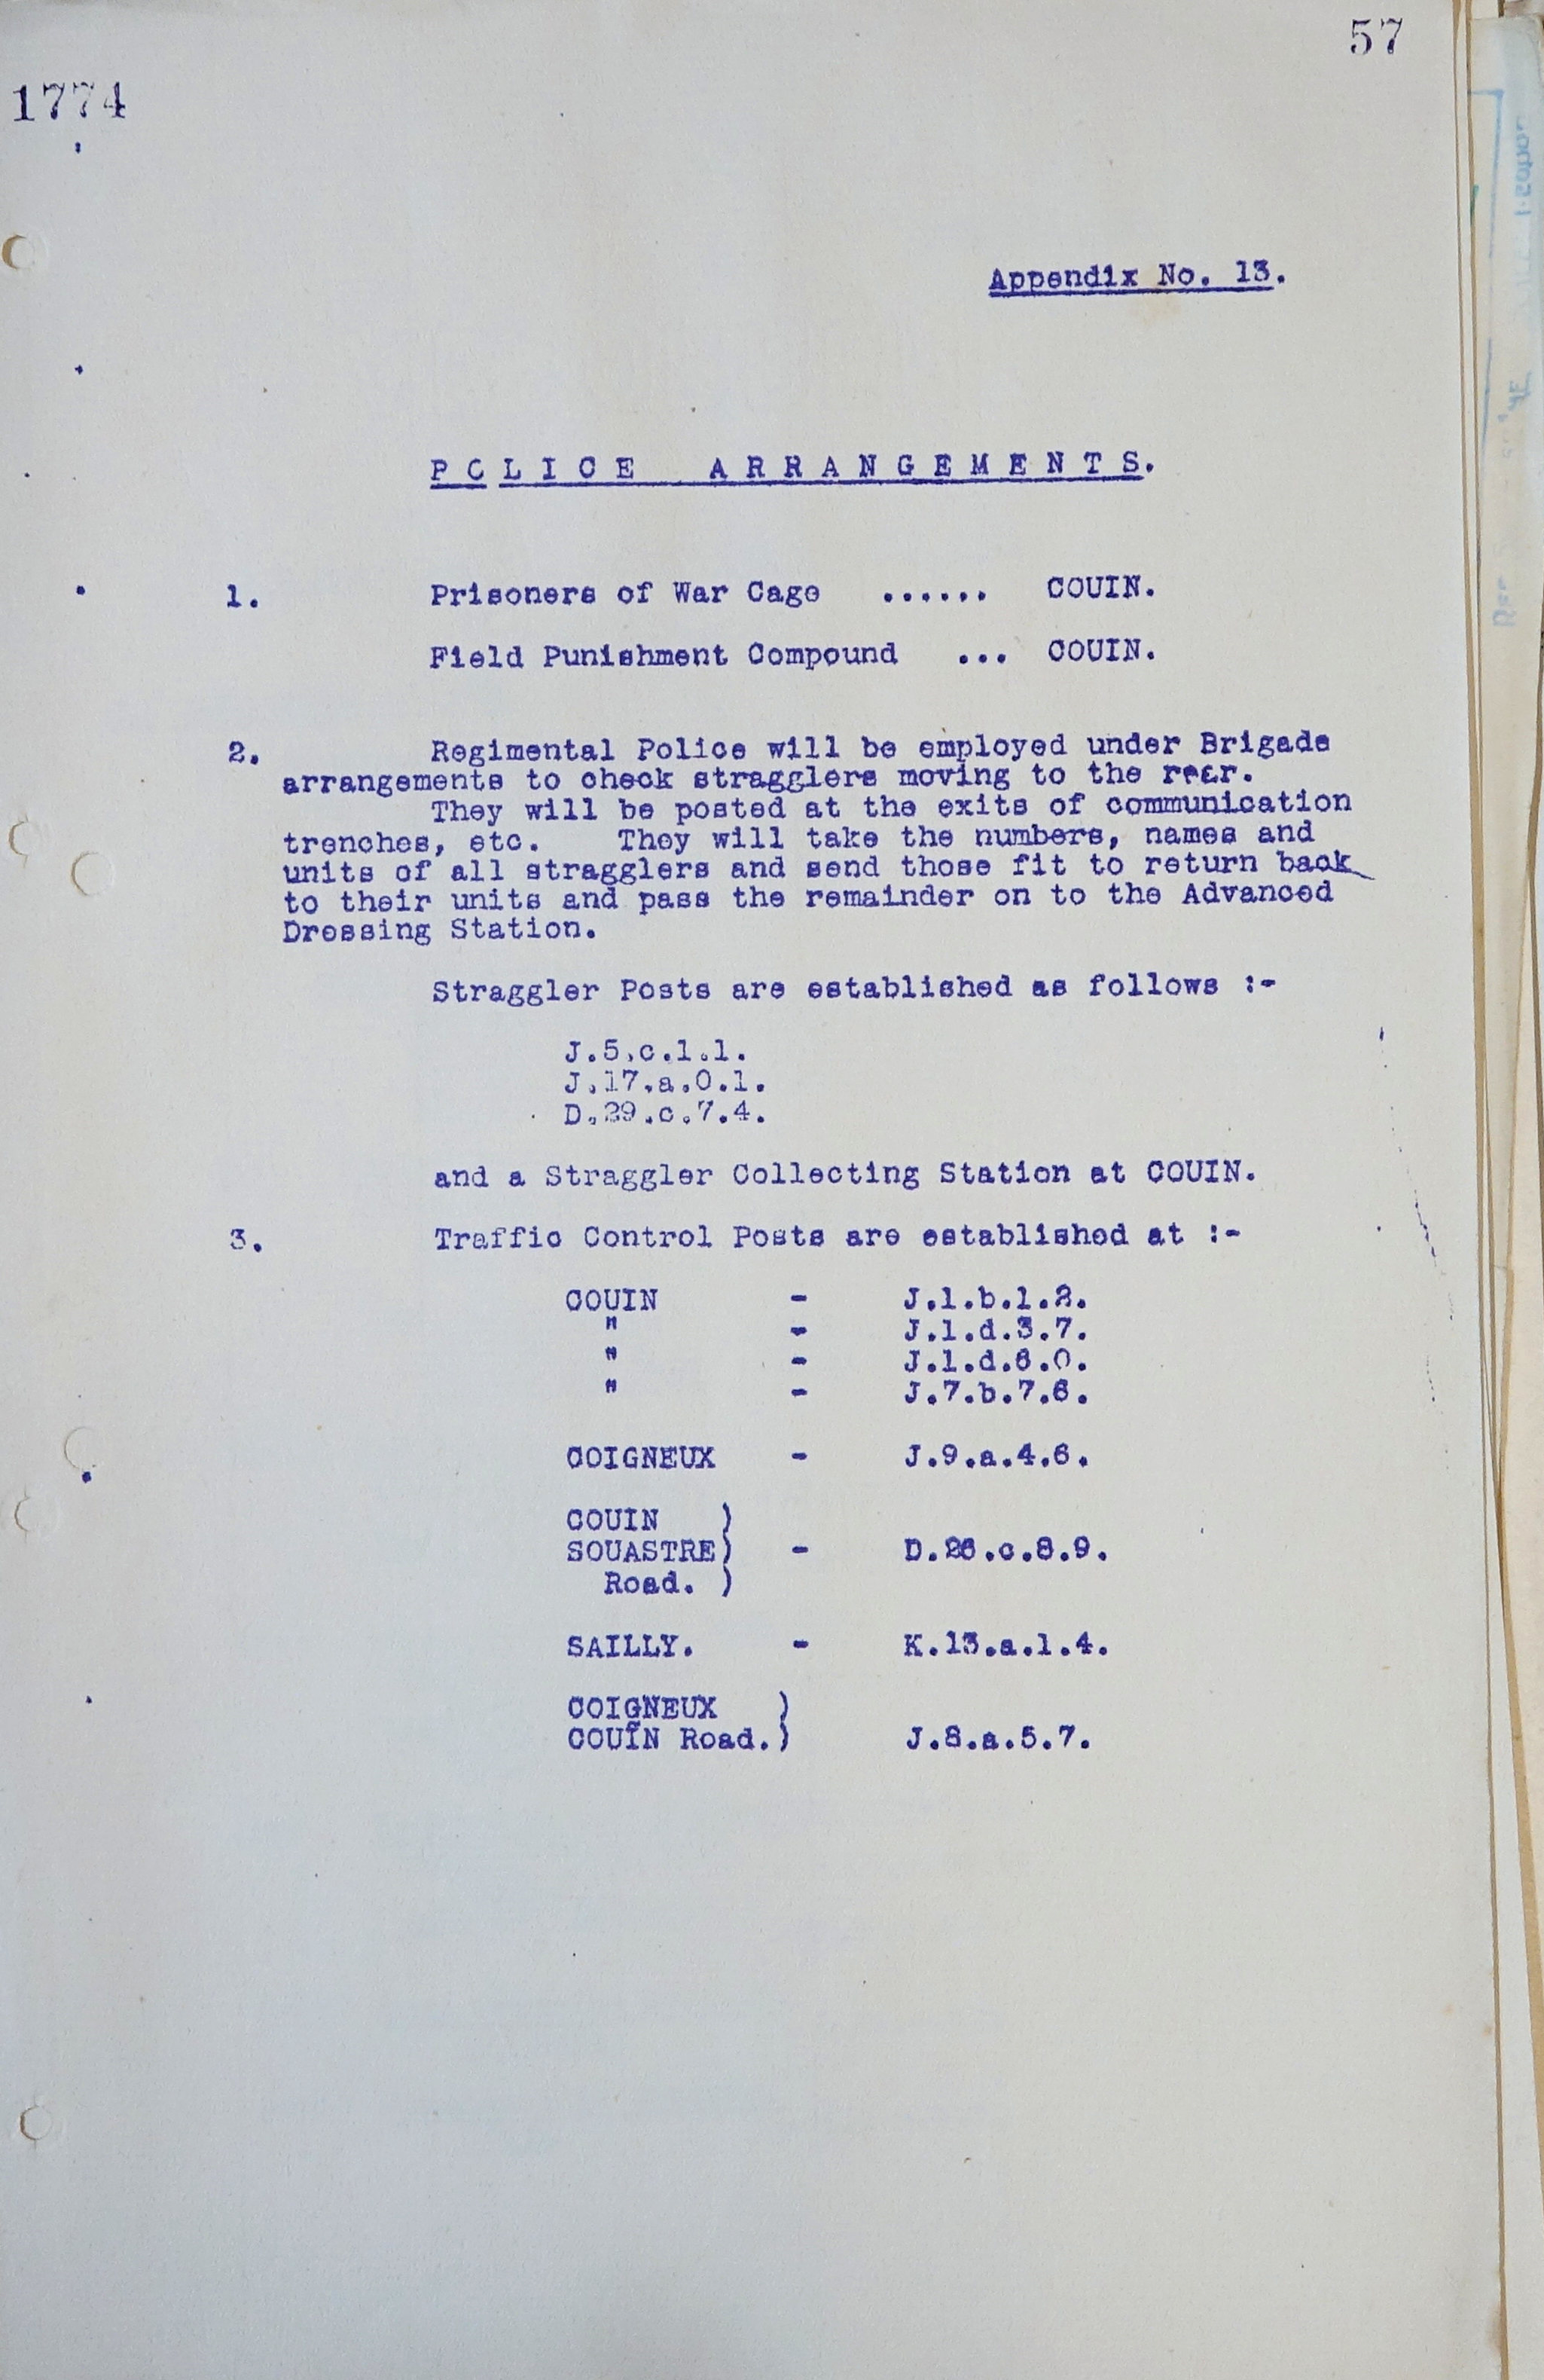 57
1774
Appendix No. 13.
POLICE ARRANGEMENTS.
1. Prisoners of War Cage ...... COUIN.
Field Punishment Compound ... COUIN.
2. Regimental Police will be employed under Brigade
arrangements to check stragglers moving to the rear.
They will be posted at the exits of communication
trenches, etc. They will take the numbers, names and
units of all stragglers and send those fit to return back
to their units and pass the remainder on to the Advanced
Dressing Station.
Straggler Posts are established as follows :-
J.5.c.1.1.
J.17.a.0.1.
D.29.c.7.4.
and a Straggler Collecting Station at COUIN.
3. Traffic Control Posts are established at :-
COUIN - J.1.b.1.2.
" - J.1.d.3.7.
" - J.1.d.6.0.
" - J.7.b.7.6.
COIGNEUX - J.9.a.4.6.
COUIN )
SOUASTRE) - D.26.c.8.9.
Road. )
SAILLY. - K.13.a.1.4.
COIGNEUX )
COUIN Road.) J.8.a.5.7.